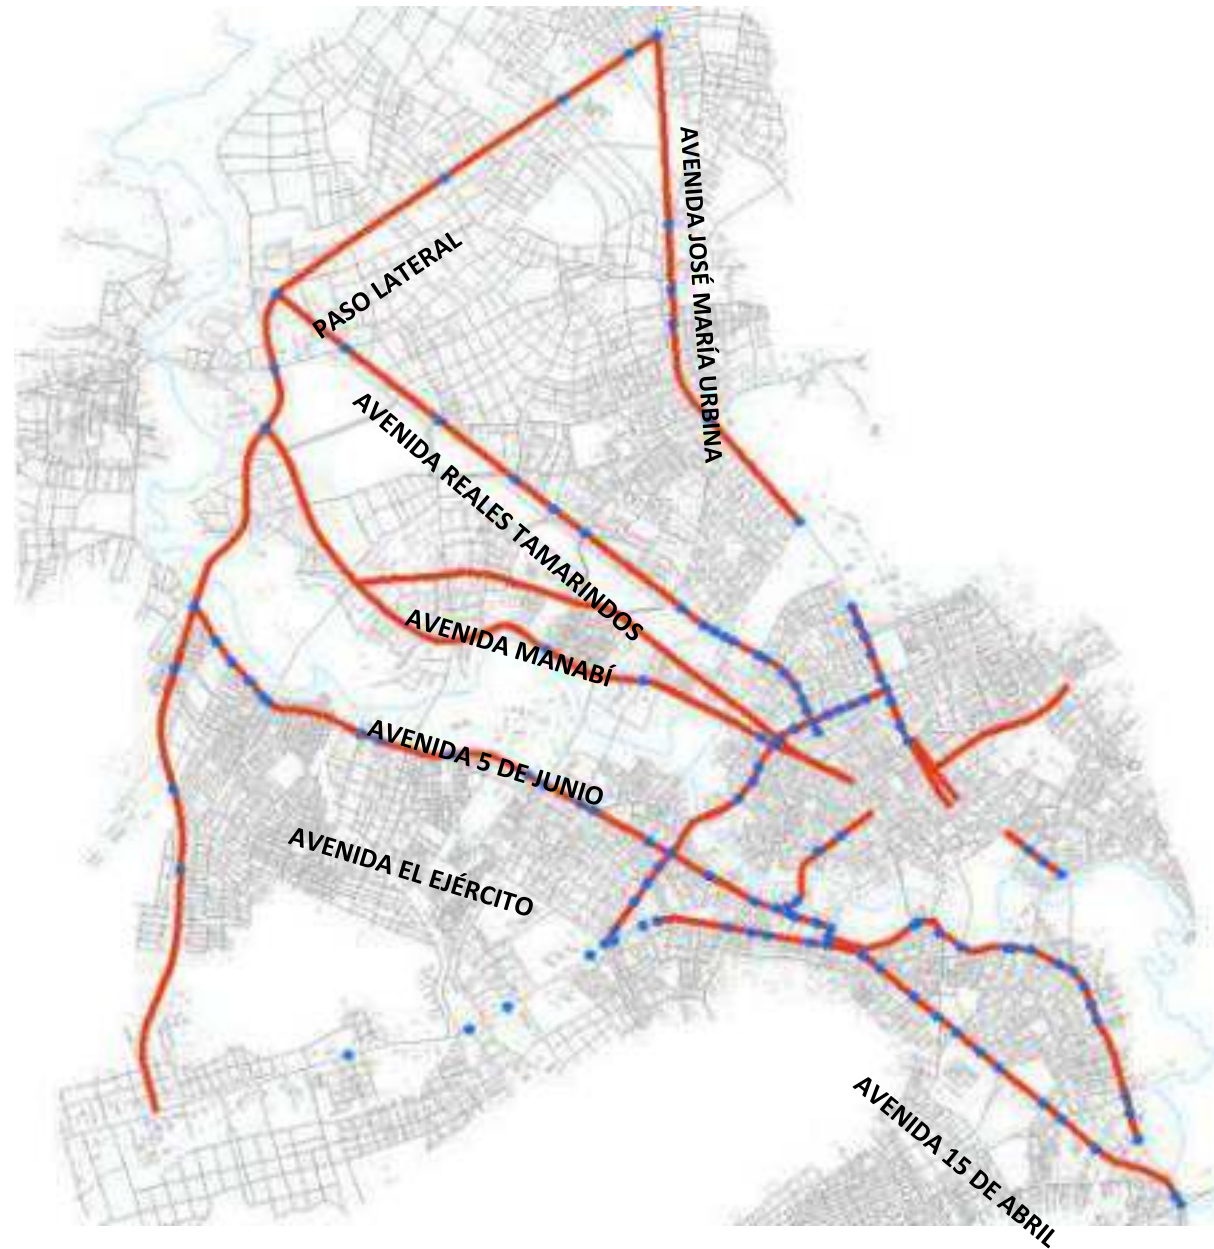 AVENIDA JOSÉ MARÍA URBINA
PASO LATERAL
AVENIDA REALES TAMARINDOS
AVENIDA MANABÍ
AVENIDA 5 DE JUNIO
AVENIDA EL EJÉRCITO
AVENIDA 15 DE ABRIL